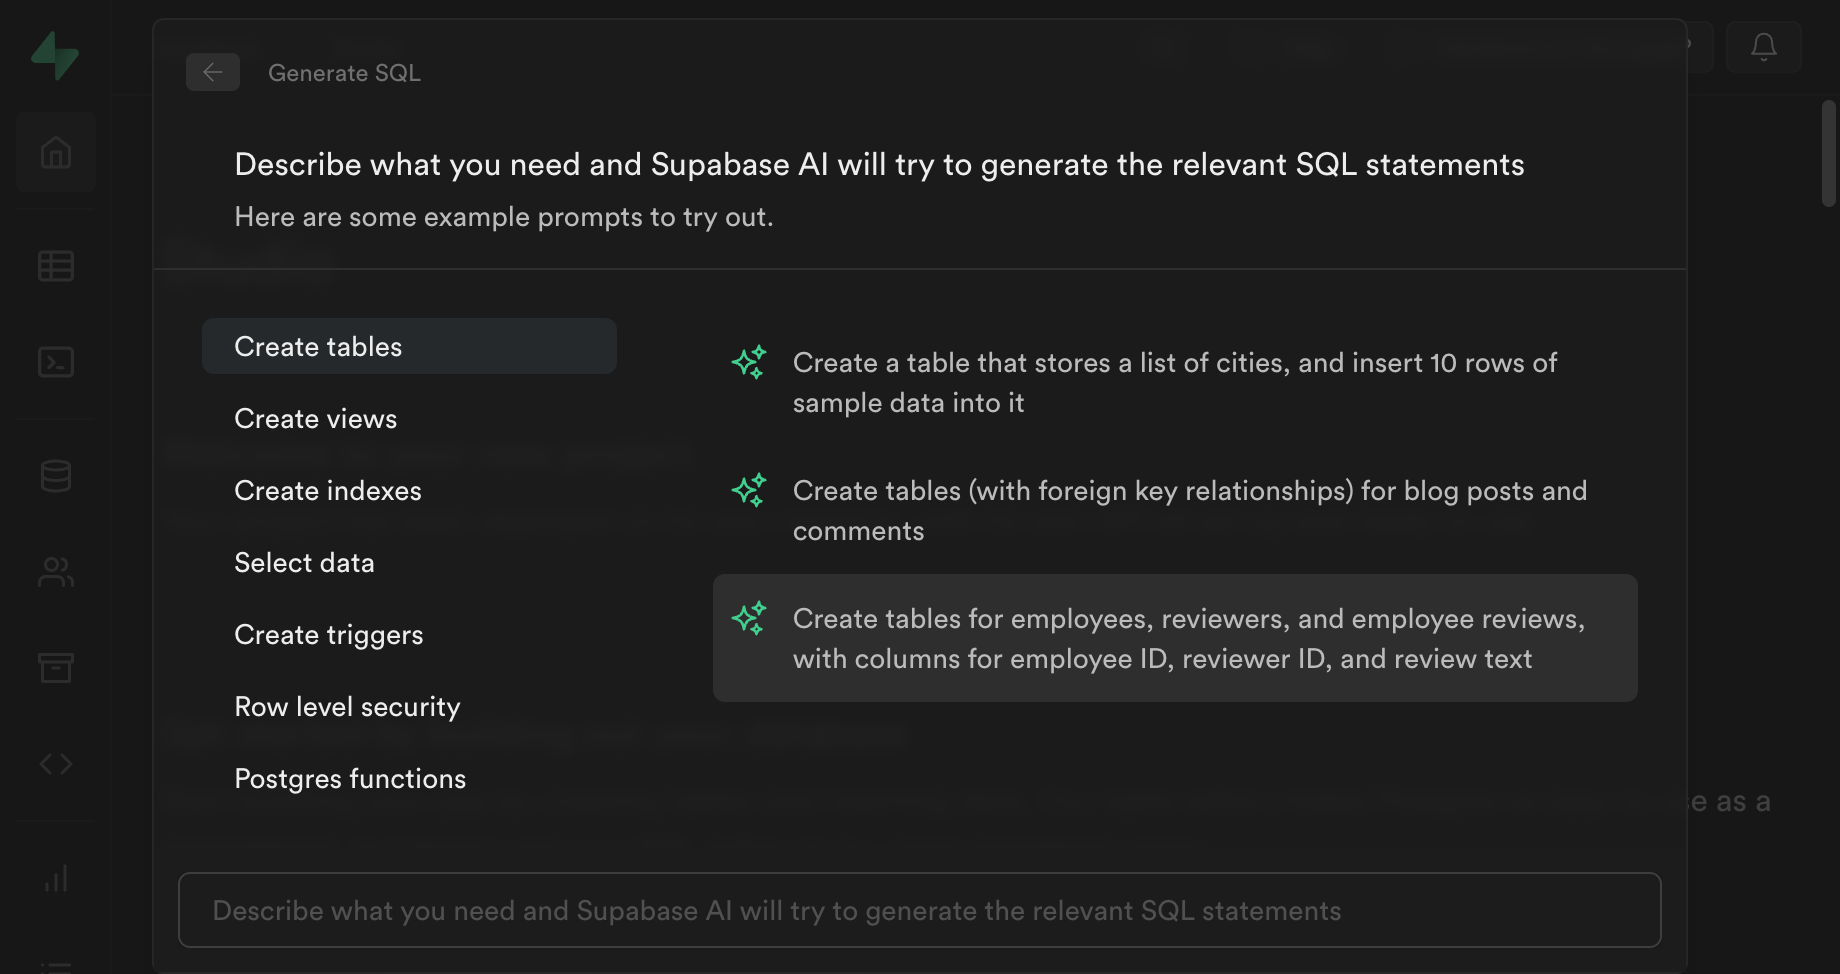 Generate SQL
Describe what you need and Supabase AI will try to generate the relevant SQL statements
Here are some example prompts to try out.
Create tables
Create views
Create indexes
Select data
Create triggers
Row level security
Postgres functions
Create a table that stores a list of cities, and insert 10 rows of
sample data into it
Create tables (with foreign key relationships) for blog posts and
comments
Create tables for employees, reviewers, and employee reviews,
with columns for employee ID, reviewer ID, and review text
as a
Describe what you need and Supabase AI will try to generate the relevant SQL statements